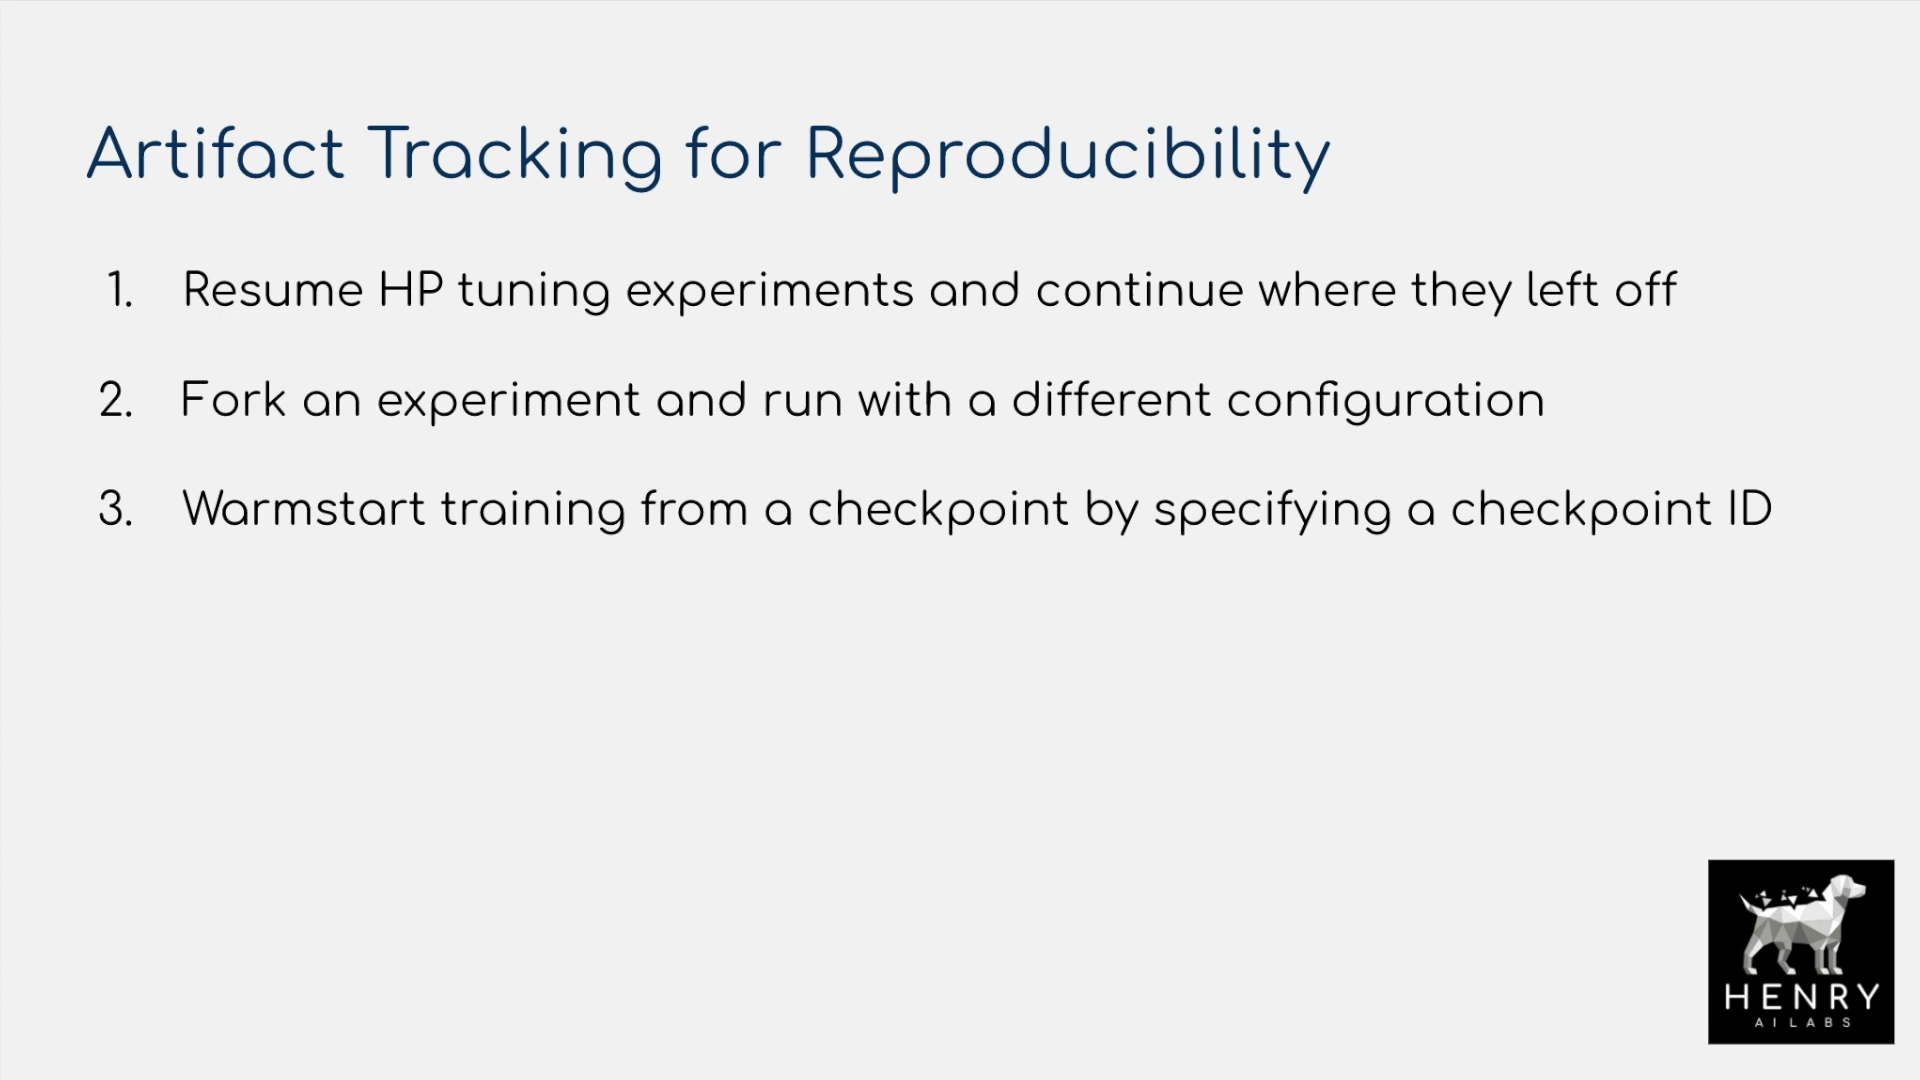 Artifact Tracking for Reproducibility
1. Resume HP tuning experiments and continue where they left off
2. Fork an experiment and run with a different configuration
3. Warmstart training from a checkpoint by specifying a checkpoint ID
HENRY
AI LABS